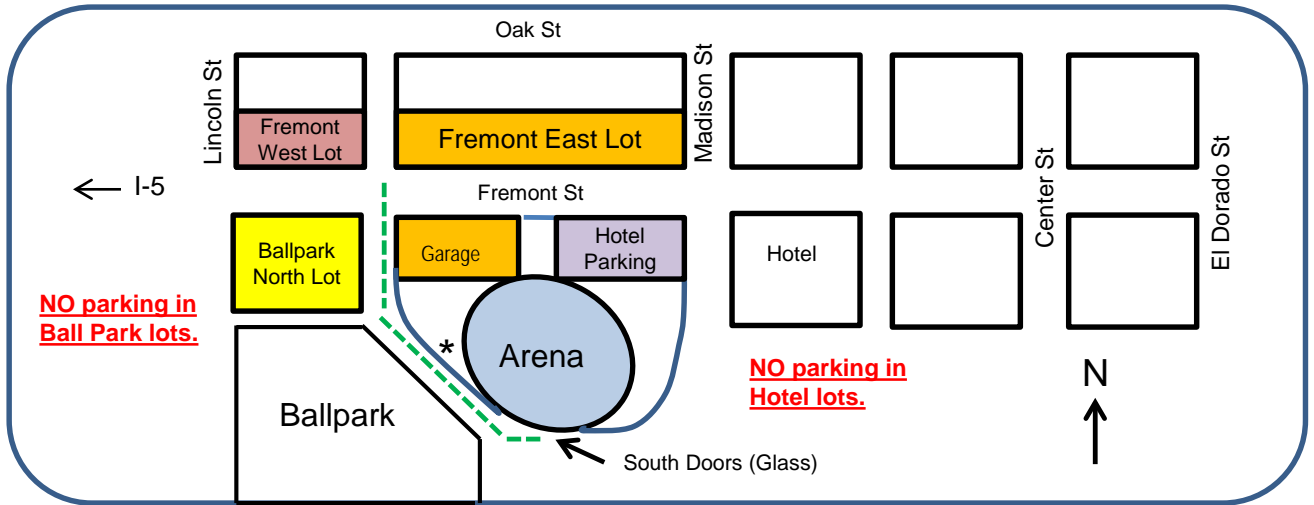 Oak St
Lincoln St
Madison St
Fremont
West Lot
Fremont East Lot
← I-5
Fremont St
Center St
El Dorado St
Ballpark
North Lot
Garage
Hotel
Parking
Hotel
NO parking in
Ball Park lots.
*
Arena
NO parking in
Hotel lots.
N
Ballpark
South Doors (Glass)